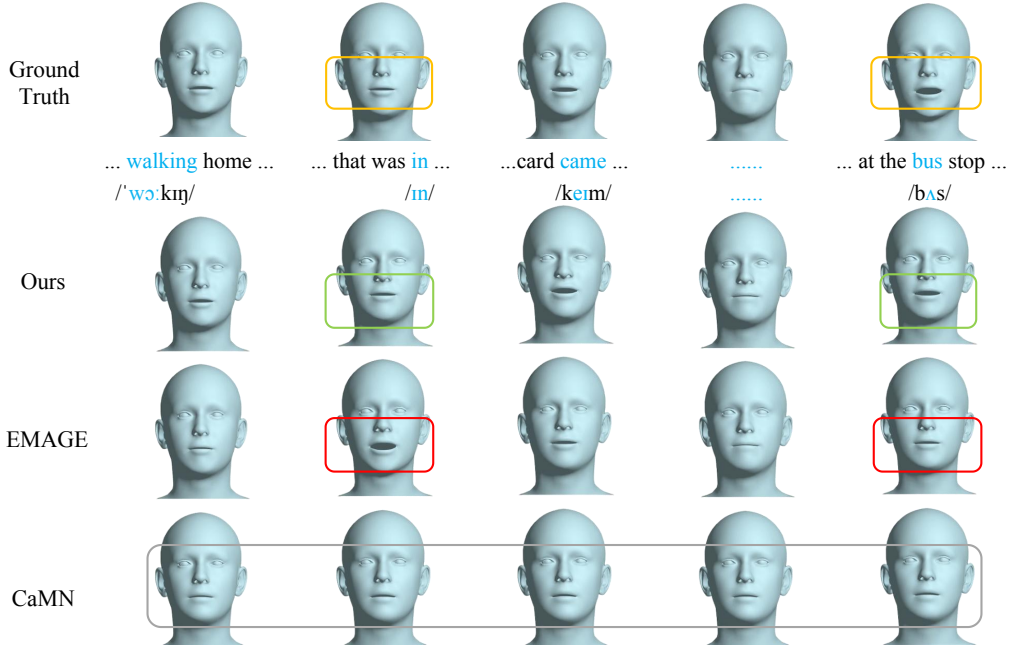 Ground
Truth
... walking home ...
... that was in ...
...card came ...
......
... at the bus stop ...
/ˈwɔːkɪŋ/
/ɪn/
/keɪm/
......
/bʌs/
Ours
EMAGE
CaMN